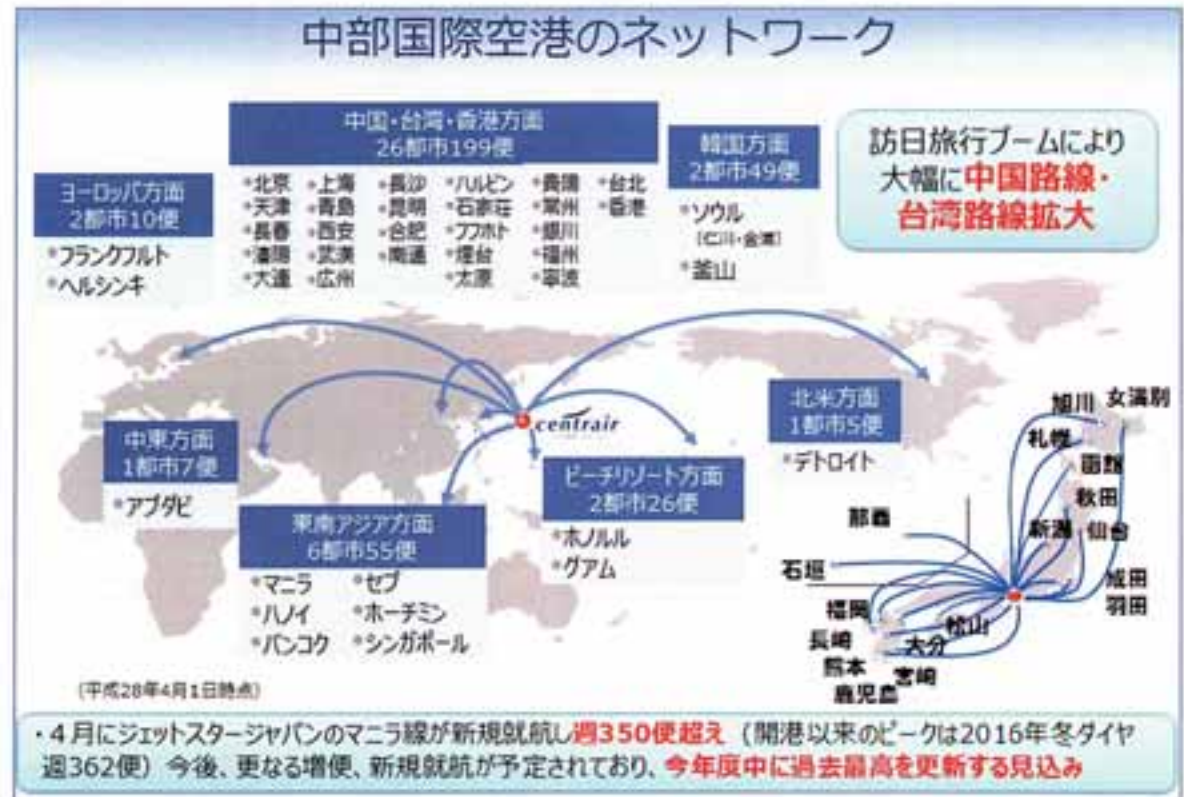 中部国際空港のネットワーク
中国・台湾・香港方面
26都市199便
・北京 ・上海 ・長沙 ・ハルビン ・貴陽 ・台北
・天津 ・青島 ・昆明 ・石家荘 ・常州 ・香港
・長春 ・西安 ・合肥 ・フフホト ・銀川
・瀋陽 ・武漢 ・南通 ・煙台 ・福州
・大連 ・広州 ・太原 ・寧波
韓国方面
2都市49便
・ソウル
(仁川・金浦)
・釜山
訪日旅行ブームにより
大幅に中国路線・
台湾路線拡大
ヨーロッパ方面
2都市10便
・フランクフルト
・ヘルシンキ
centrair
中東方面
1都市7便
・アブダビ
東南アジア方面
6都市55便
・マニラ ・セブ
・ハノイ ・ホーチミン
・バンコク ・シンガポール
ビーチリゾート方面
2都市26便
・ホノルル
・グアム
北米方面
1都市5便
・デトロイト
旭川
女満別
札幌
函館
秋田
那覇
新潟
仙台
石垣
成田
羽田
福岡
松山
長崎
大分
熊本
宮崎
鹿児島
(平成28年4月1日時点)
・4月にジェットスタージャパンのマニラ線が新規就航し週350便超え (開港以来のピークは2016年冬ダイヤ
週362便) 今後、更なる増便、新規就航が予定されており、今年度中に過去最高を更新する見込み